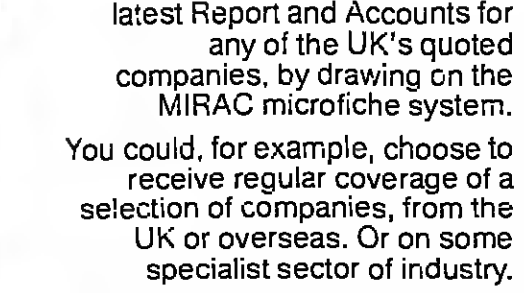 latest Report and Accounts for
any of the UK's quoted
companies, by drawing on the
MIRAC microfiche system.
You could, for example, choose to
receive regular coverage of a
selection of companies, from the
UK or overseas. Or on some
specialist sector of industry.